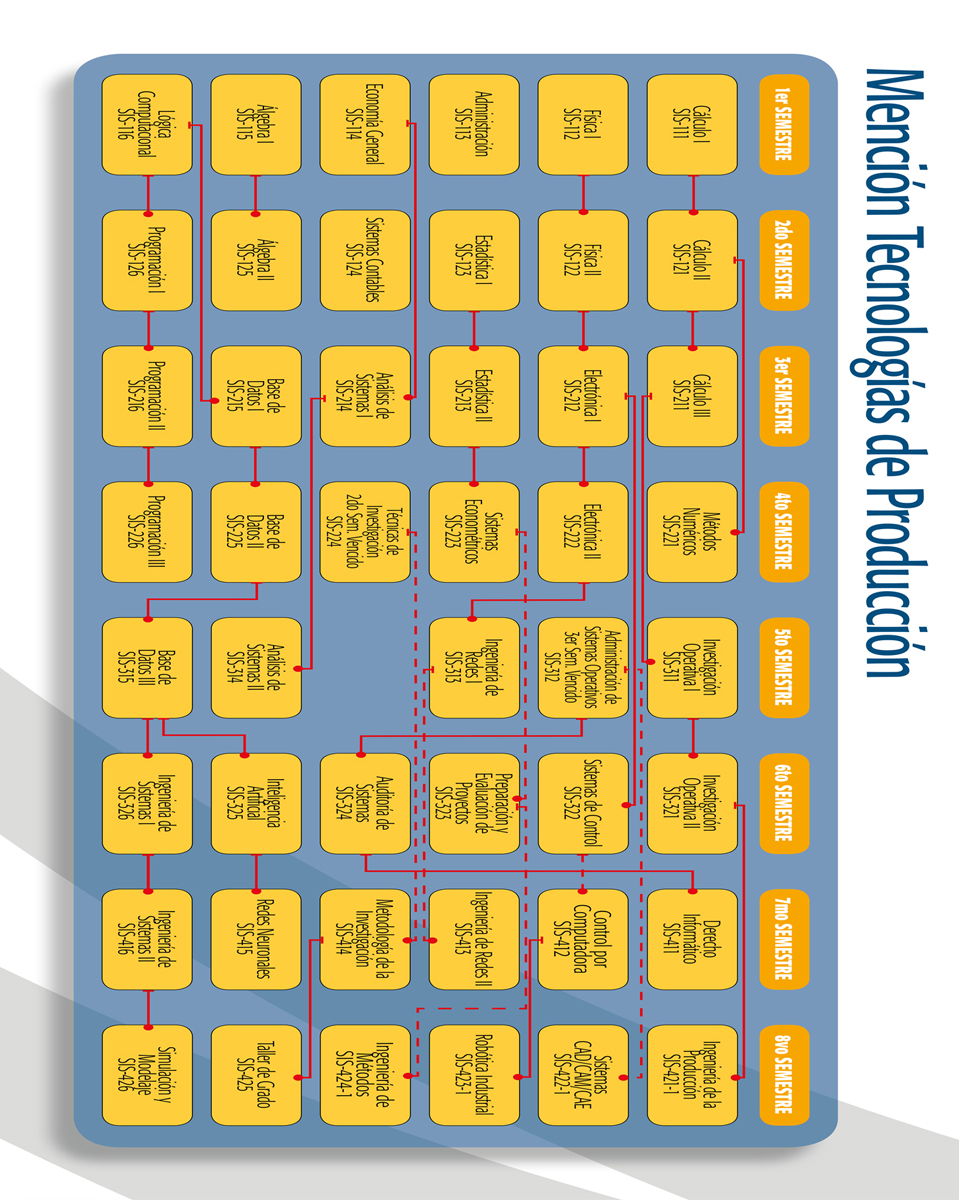 Mención Tecnologías de Producción
1er SEMESTRE
Cálculo I
SIS-111
Física I
SIS-112
Administración
SIS-113
Economía General
SIS-114
Álgebra I
SIS-115
Lógica
Computacional
SIS-116
2do SEMESTRE
Cálculo II
SIS-121
Física II
SIS-122
Estadística I
SIS-123
Sistemas Contables
SIS-124
Álgebra II
SIS-125
Programación I
SIS-126
3er SEMESTRE
Cálculo III
SIS-211
Electrónica I
SIS-212
Estadística II
SIS-213
Análisis de
Sistemas I
SIS-214
Base de
Datos I
SIS-215
Programación II
SIS-216
4to SEMESTRE
Métodos
Numéricos
SIS-221
Electrónica II
SIS-222
Sistemas
Econométricos
SIS-223
Técnicas de
Investigación
2do Sem. Vencido
SIS-224
Base de
Datos II
SIS-225
Programación III
SIS-226
5to SEMESTRE
Investigación
Operativa I
SIS-311
Administración de
Sistemas Operativos
3er Sem. Vencido
SIS-312
Ingeniería de
Redes I
SIS-313
Análisis de
Sistemas II
SIS-314
Base de
Datos III
SIS-315
6to SEMESTRE
Investigación
Operativa II
SIS-321
Sistemas de Control
SIS-322
Preparación y
Evaluación de
Proyectos
SIS-323
Auditoría de
Sistemas
SIS-324
Inteligencia
Artificial
SIS-325
Ingeniería de
Sistemas I
SIS-326
7mo SEMESTRE
Derecho
Informático
SIS-411
Control por
Computadora
SIS-412
Ingeniería de Redes II
SIS-413
Metodología de la
Investigación
SIS-414
Redes Neuronales
SIS-415
Ingeniería de
Sistemas II
SIS-416
8vo SEMESTRE
Ingeniería de la
Producción
SIS-421-1
Sistemas
CAD/CAM/CAE
SIS-422-1
Robótica Industrial
SIS-423-1
Ingeniería de
Métodos
SIS-424-1
Taller de Grado
SIS-425
Simulación y
Modelaje
SIS-426